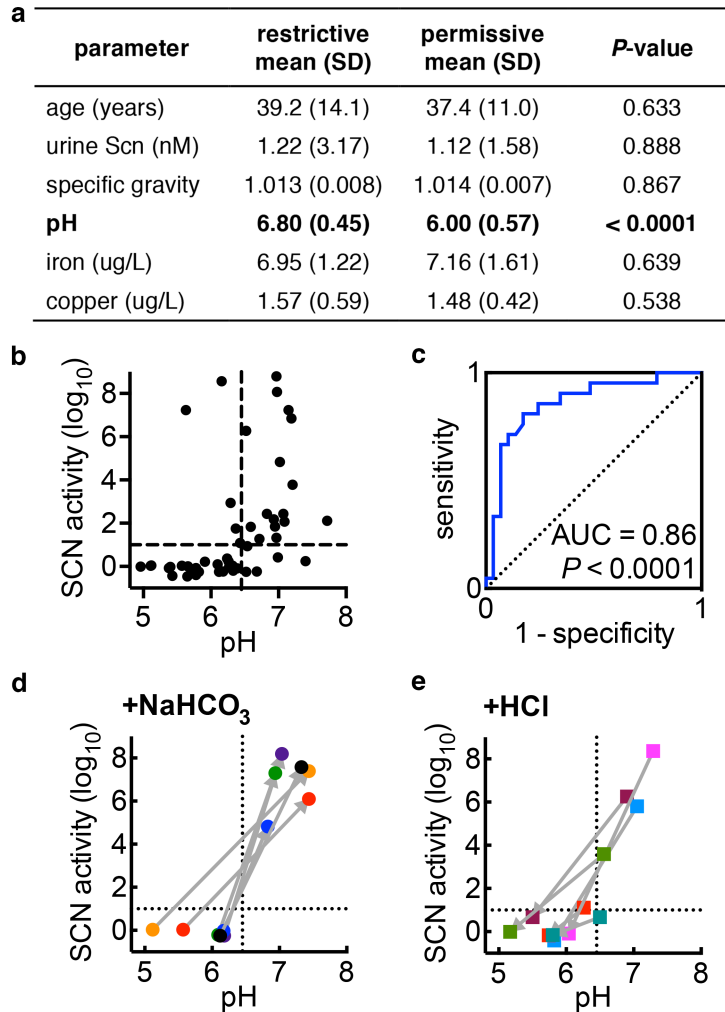 a
parameter restrictive mean (SD) permissive mean (SD) P-value
age (years) 39.2 (14.1) 37.4 (11.0) 0.633
urine Scn (nM) 1.22 (3.17) 1.12 (1.58) 0.888
specific gravity 1.013 (0.008) 1.014 (0.007) 0.867
pH 6.80 (0.45) 6.00 (0.57) < 0.0001
iron (ug/L) 6.95 (1.22) 7.16 (1.61) 0.639
copper (ug/L) 1.57 (0.59) 1.48 (0.42) 0.538
b
SCN activity (log10)
8
6
4
2
0
5 6 7 8
pH
c
sensitivity
1
0
AUC = 0.86
P < 0.0001
0 1
1 - specificity
d
+NaHCO3
SCN activity (log10)
8
6
4
2
0
5 6 7 8
pH
e
+HCl
SCN activity (log10)
8
6
4
2
0
5 6 7 8
pH